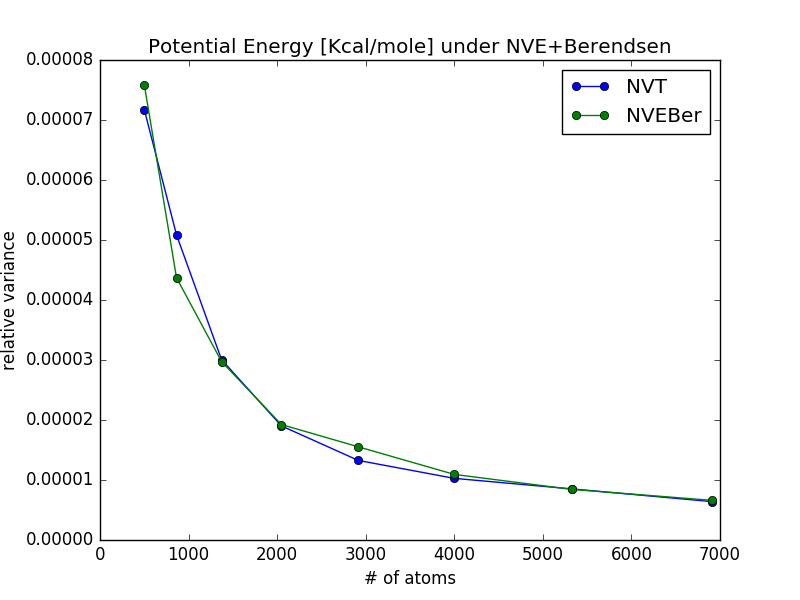 Potential Energy [Kcal/mole] under NVE+Berendsen
0.00008
0.00007
0.00006
0.00005
0.00004
0.00003
0.00002
0.00001
0.00000
relative variance
NVT
NVEBer
0 1000 2000 3000 4000 5000 6000 7000
# of atoms